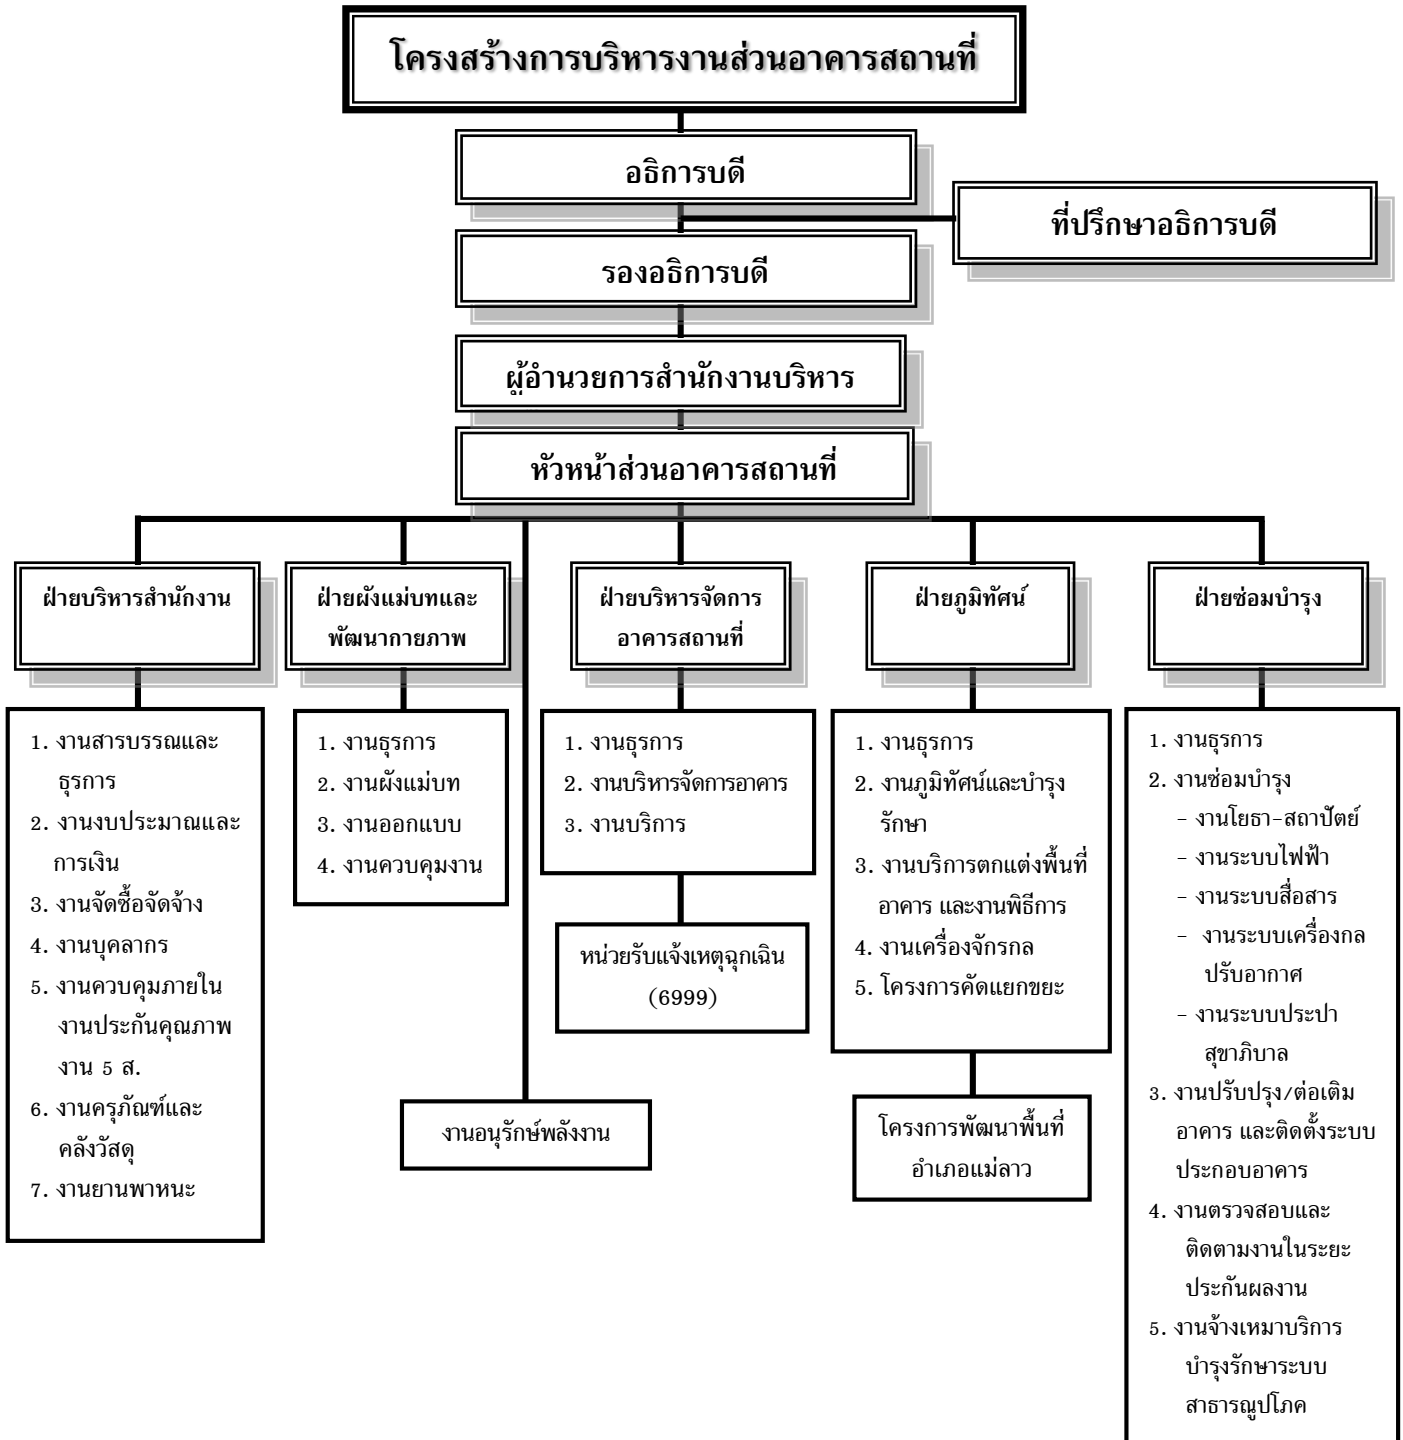 โครงสร้างการบริหารงานส่วนอาคารสถานที่
อธิการบดี
ที่ปรึกษาอธิการบดี
รองอธิการบดี
ผู้อำนวยการสำนักงานบริหาร
หัวหน้าส่วนอาคารสถานที่
ฝ่ายบริหารสำนักงาน
ฝ่ายผังแม่บทและ
พัฒนากายภาพ
ฝ่ายบริหารจัดการ
อาคารสถานที่
ฝ่ายภูมิทัศน์
ฝ่ายซ่อมบำรุง
1. งานสารบรรณและ
ธุรการ
2. งานงบประมาณและ
การเงิน
3. งานจัดซื้อจัดจ้าง
4. งานบุคลากร
5. งานควบคุมภายใน
งานประกันคุณภาพ
งาน 5 ส.
6. งานครุภัณฑ์และ
คลังวัสดุ
7. งานยานพาหนะ
1. งานธุรการ
2. งานผังแม่บท
3. งานออกแบบ
4. งานควบคุมงาน
งานอนุรักษ์พลังงาน
1. งานธุรการ
2. งานบริหารจัดการอาคาร
3. งานบริการ
หน่วยรับแจ้งเหตุฉุกเฉิน
(6999)
1. งานธุรการ
2. งานภูมิทัศน์และบำรุง
รักษา
3. งานบริการตกแต่งพื้นที่
อาคาร และงานพิธีการ
4. งานเครื่องจักรกล
5. โครงการคัดแยกขยะ
โครงการพัฒนาพื้นที่
อำเภอแม่ลาว
1. งานธุรการ
2. งานซ่อมบำรุง
- งานโยธา-สถาปัตย์
- งานระบบไฟฟ้า
- งานระบบสื่อสาร
- งานระบบเครื่องกล
ปรับอากาศ
- งานระบบประปา
สุขาภิบาล
3. งานปรับปรุง/ต่อเติม
อาคาร และติดตั้งระบบ
ประกอบอาคาร
4. งานตรวจสอบและ
ติดตามงานในระยะ
ประกันผลงาน
5. งานจ้างเหมาบริการ
บำรุงรักษาระบบ
สาธารณูปโภค